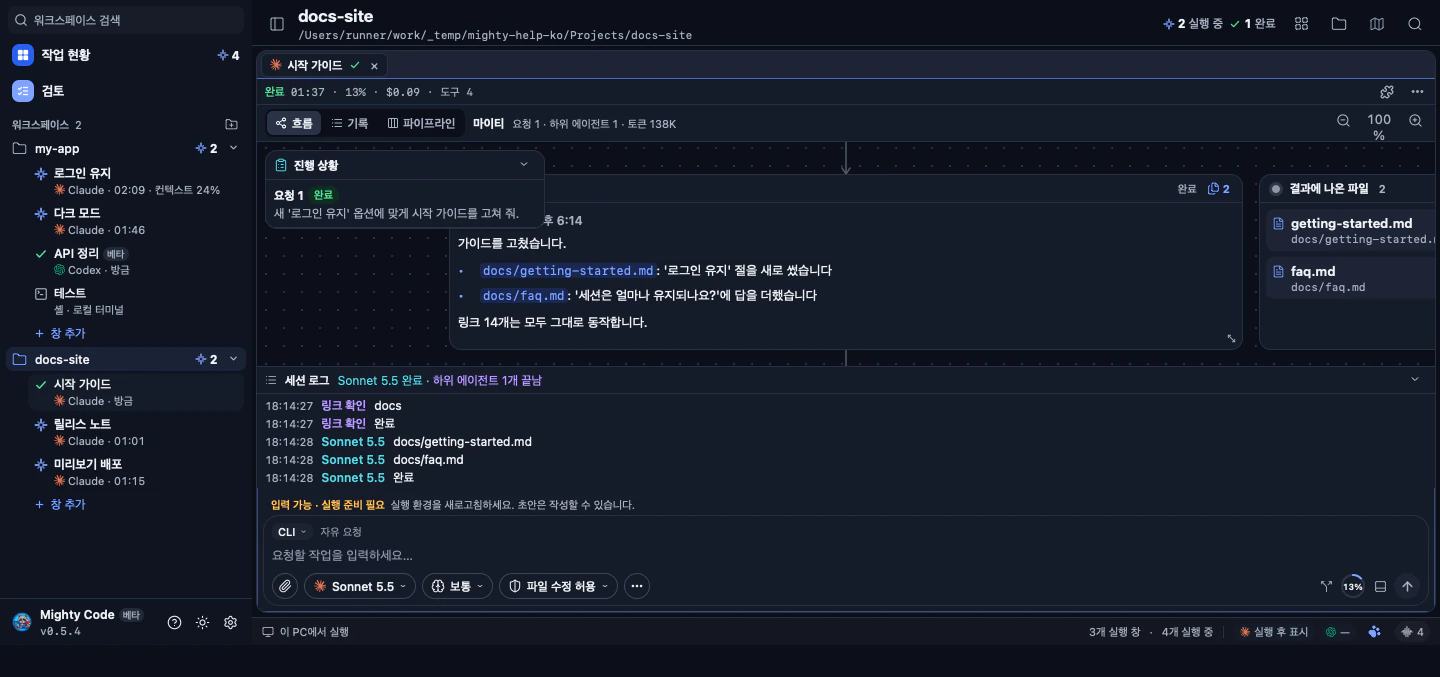 워크스페이스 검색
작업 현황 4
검토
워크스페이스 2
my-app 2
로그인 유지
Claude · 02:09 · 컨텍스트 24%
다크 모드
Claude · 01:46
API 정리 베타
Codex · 방금
테스트
셸 · 로컬 터미널
+ 창 추가
docs-site 2
시작 가이드
Claude · 방금
릴리스 노트
Claude · 01:01
미리보기 배포
Claude · 01:15
+ 창 추가
Mighty Code 베타
v0.5.4
docs-site
/Users/runner/work/_temp/mighty-help-ko/Projects/docs-site
2 실행 중 1 완료
시작 가이드
완료 01:37 · 13% · $0.09 · 도구 4
흐름 기록 파이프라인 마이티 요청 1 · 하위 에이전트 1 · 토큰 138K
100
%
진행 상황
요청 1 완료
새 '로그인 유지' 옵션에 맞게 시작 가이드를 고쳐 줘.
완료 2
후 6:14
가이드를 고쳤습니다.
• docs/getting-started.md: '로그인 유지' 절을 새로 썼습니다
• docs/faq.md: '세션은 얼마나 유지되나요?'에 답을 더했습니다
링크 14개는 모두 그대로 동작합니다.
결과에 나온 파일 2
getting-started.md
docs/getting-started.
faq.md
docs/faq.md
세션 로그 Sonnet 5.5 완료 · 하위 에이전트 1개 끝남
18:14:27 링크 확인 docs
18:14:27 링크 확인 완료
18:14:28 Sonnet 5.5 docs/getting-started.md
18:14:28 Sonnet 5.5 docs/faq.md
18:14:28 Sonnet 5.5 완료
입력 가능 · 실행 준비 필요 실행 환경을 새로고침하세요. 초안은 작성할 수 있습니다.
CLI 자유 요청
요청할 작업을 입력하세요...
Sonnet 5.5 보통 파일 수정 허용
13%
이 PC에서 실행
3개 실행 창 · 4개 실행 중 실행 후 표시 — 4